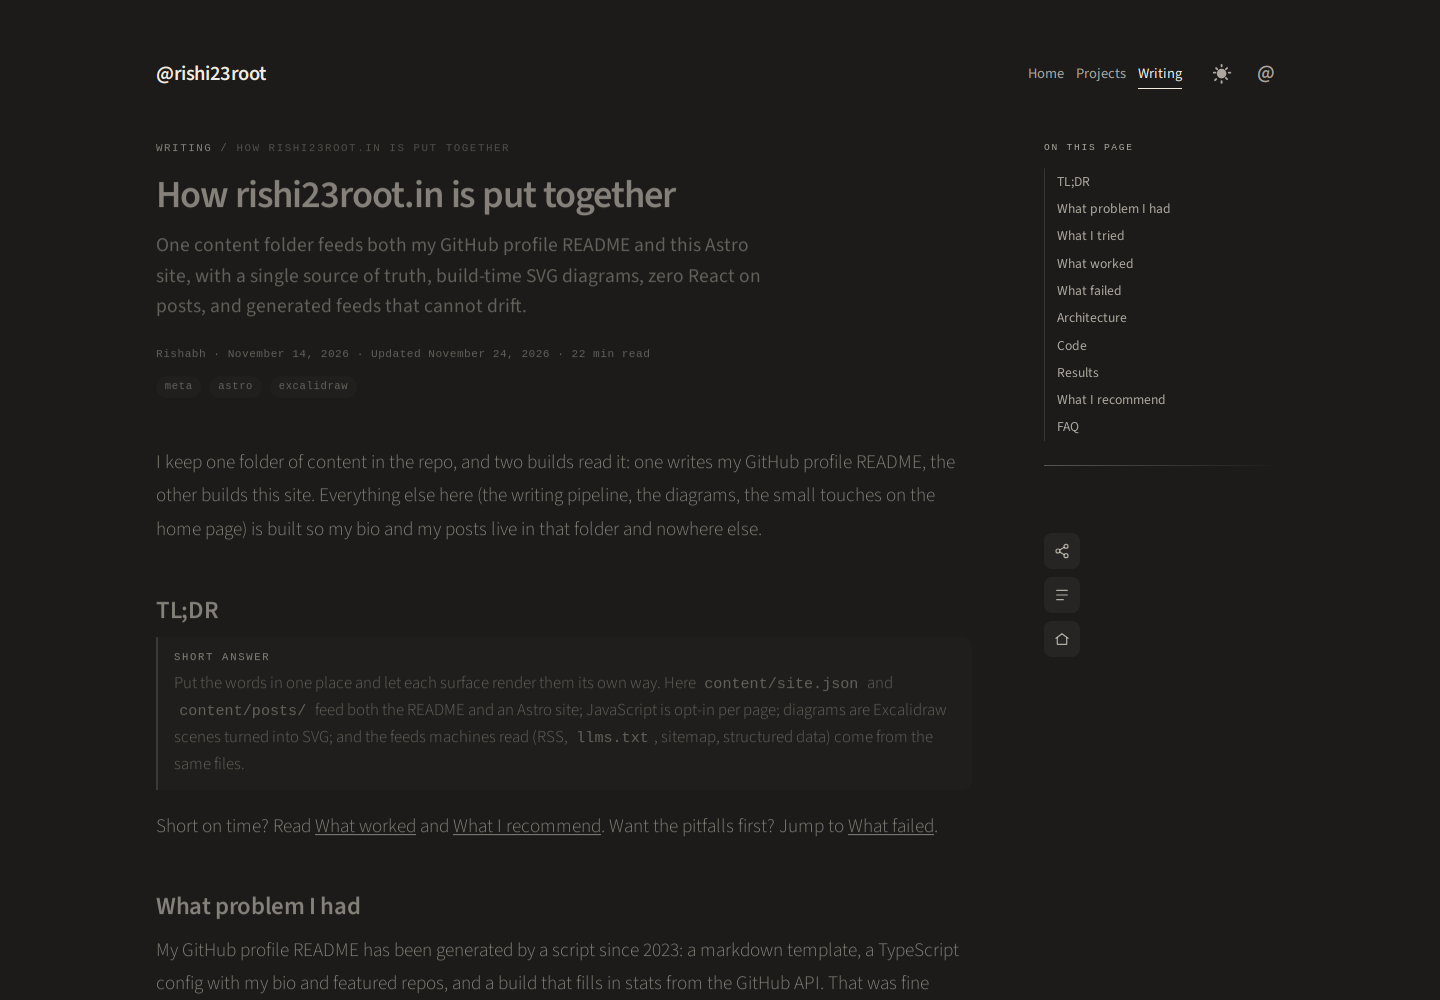 @rishi23root
Home Projects Writing @
WRITING / HOW RISHI23ROOT.IN IS PUT TOGETHER
How rishi23root.in is put together
One content folder feeds both my GitHub profile README and this Astro
site, with a single source of truth, build-time SVG diagrams, zero React on
posts, and generated feeds that cannot drift.
Rishabh · November 14, 2026 · Updated November 24, 2026 · 22 min read
meta astro excalidraw
I keep one folder of content in the repo, and two builds read it: one writes my GitHub profile README, the
other builds this site. Everything else here (the writing pipeline, the diagrams, the small touches on the
home page) is built so my bio and my posts live in that folder and nowhere else.
TL;DR
SHORT ANSWER
Put the words in one place and let each surface render them its own way. Here content/site.json and
content/posts/ feed both the README and an Astro site; JavaScript is opt-in per page; diagrams are Excalidraw
scenes turned into SVG; and the feeds machines read (RSS, llms.txt, sitemap, structured data) come from the
same files.
Short on time? Read What worked and What I recommend. Want the pitfalls first? Jump to What failed.
What problem I had
My GitHub profile README has been generated by a script since 2023: a markdown template, a TypeScript
config with my bio and featured repos, and a build that fills in stats from the GitHub API. That was fine
ON THIS PAGE
TL;DR
What problem I had
What I tried
What worked
What failed
Architecture
Code
Results
What I recommend
FAQ